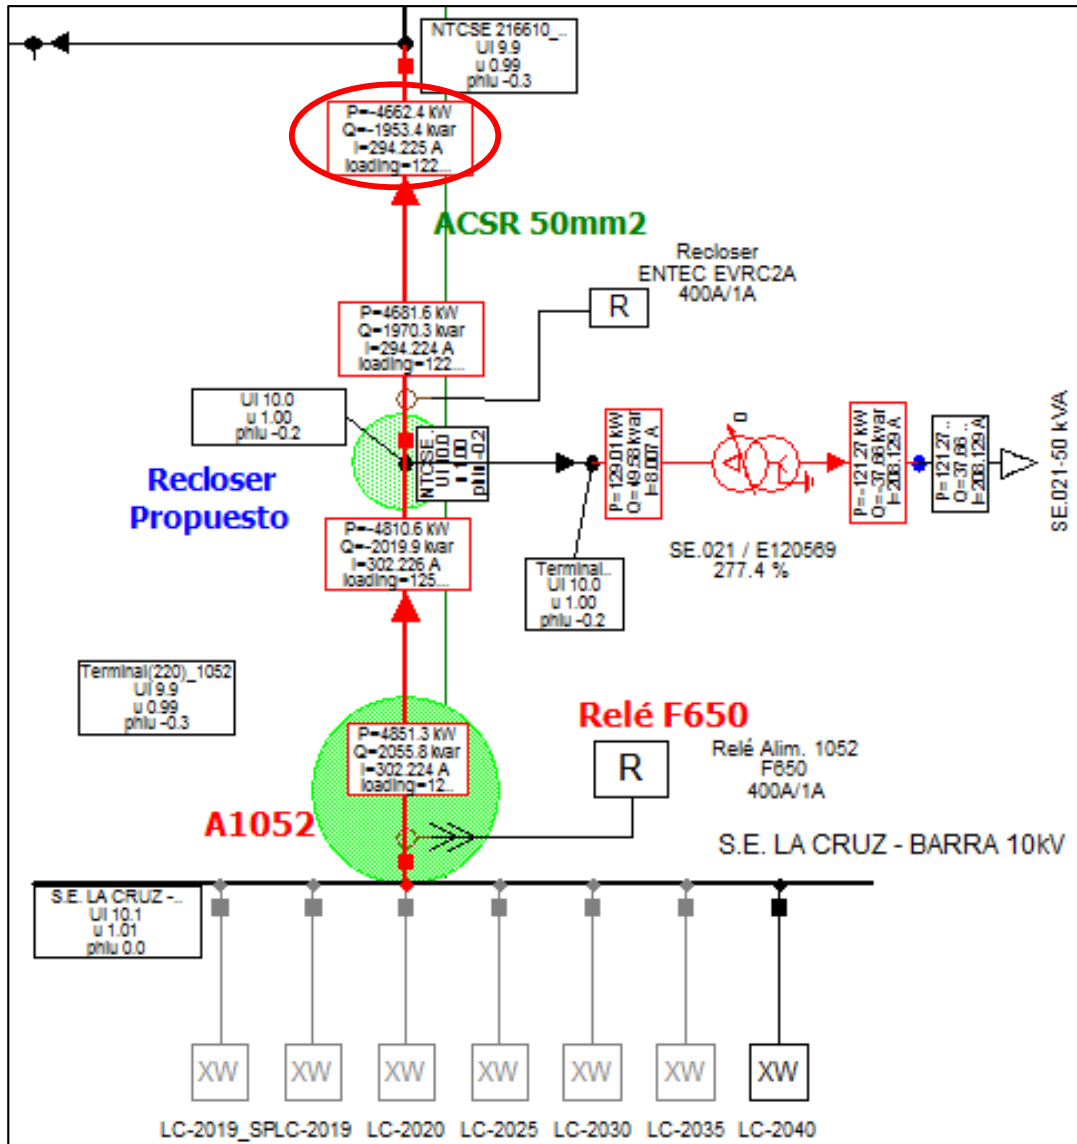 NTCSE 216610_..
Ul 9.9
u 0.99
phiu -0.3
P=-4662.4 kW
Q=-1953.4 kvar
I=294.225 A
loading=122...
ACSR 50mm2
Recloser
ENTEC EVRC2A
400A/1A
R
P=4681.6 kW
Q=1970.3 kvar
I=294.224 A
loading=122...
Ul 10.0
u 1.00
phiu -0.2
NTCSE..
Ul 10.0
u 1.00
phiu -0.2
Recloser
Propuesto
P=129.01 kW
Q=49.58 kvar
I=8.007 A
0
P=-121.27 kW
Q=-37.66 kvar
I=208.129 A
P=121.27 ..
Q=37.66 ..
I=208.129 A
SE.021-50 kVA
SE.021 / E120569
277.4 %
P=-4810.6 kW
Q=-2019.9 kvar
I=302.226 A
loading=125...
Terminal..
Ul 10.0
u 1.00
phiu -0.2
Terminal(220)_1052
Ul 9.9
u 0.99
phiu -0.3
P=4851.3 kW
Q=2055.8 kvar
I=302.224 A
loading=12..
Relé F650
R
Relé Alim. 1052
F650
400A/1A
A1052
S.E. LA CRUZ - BARRA 10kV
S.E. LA CRUZ -..
Ul 10.1
u 1.01
phiu 0.0
XW XW XW XW XW XW XW
LC-2019_SP LC-2019 LC-2020 LC-2025 LC-2030 LC-2035 LC-2040